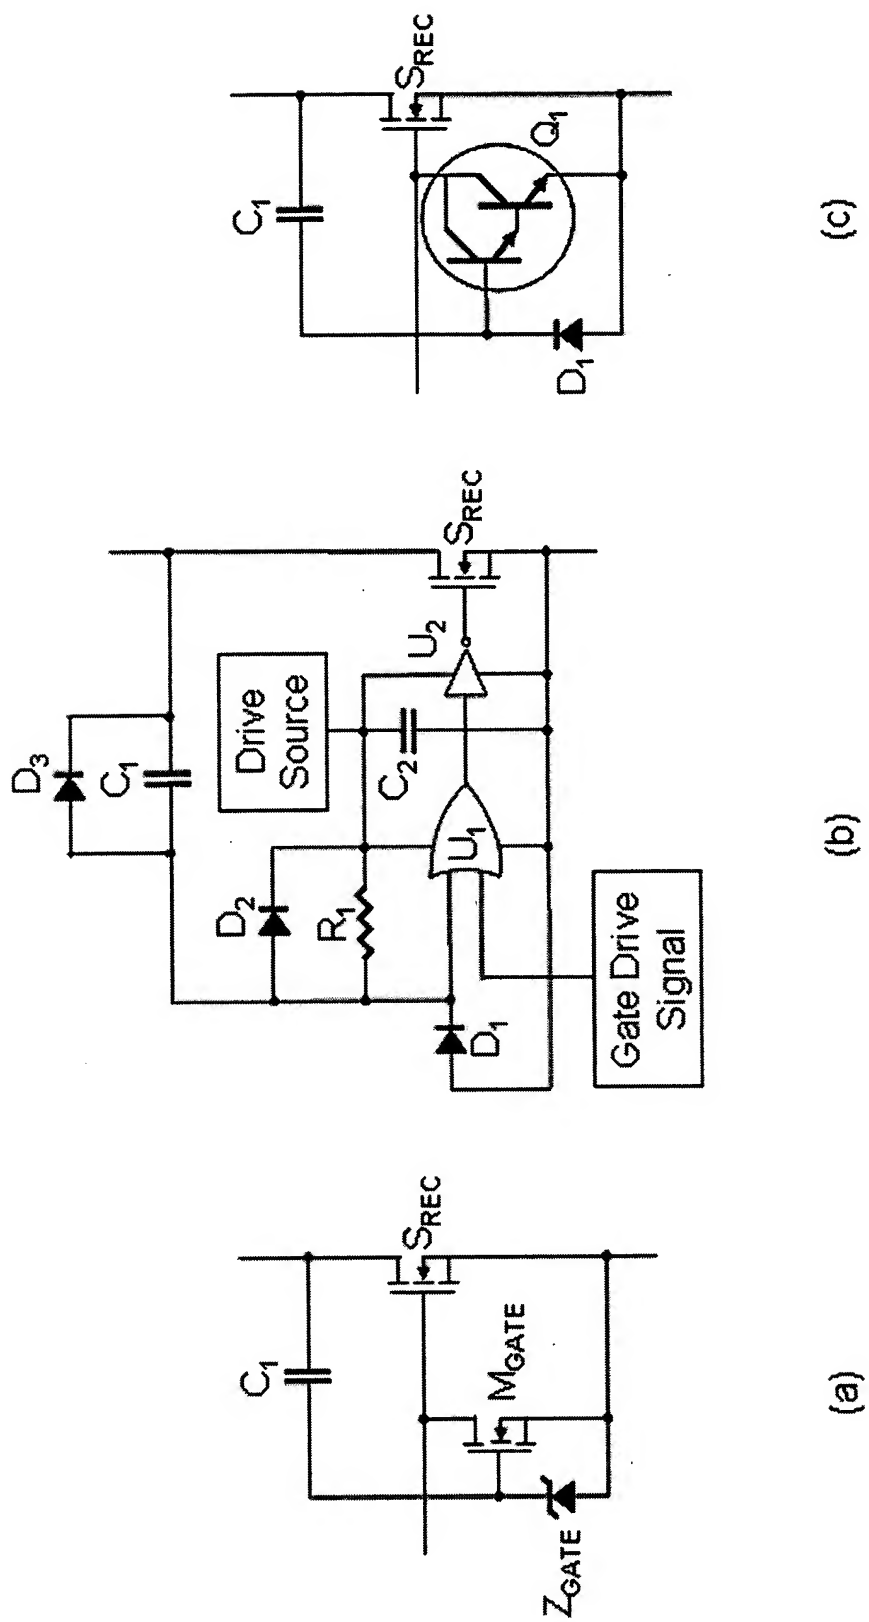 C1
SREC
MGATE
ZGATE
(a)
D3
C1
Drive
Source
D2
R1
C2
U2
SREC
U1
D1
Gate Drive
Signal
(b)
C1
SREC
Q1
D1
(c)